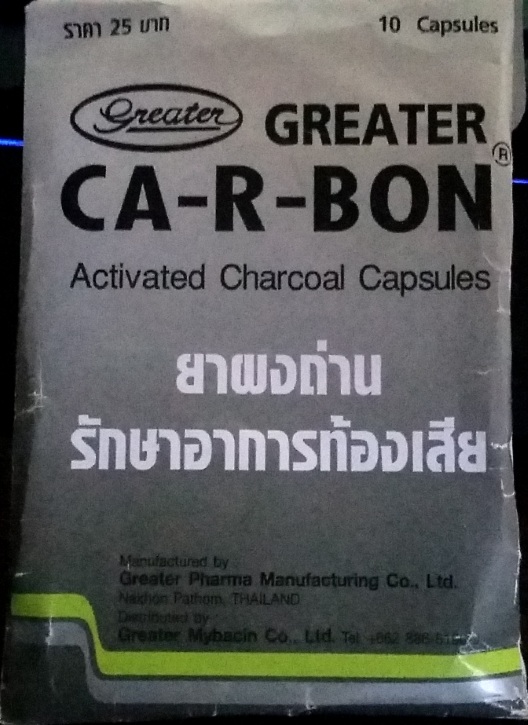 ราคา 25 บาท 10 Capsules
Greater GREATER
CA-R-BON®
Activated Charcoal Capsules
ยาผงถ่าน
รักษาอาการท้องเสีย
Manufactured by
Greater Pharma Manufacturing Co., Ltd.
Nakhon Pathom, THAILAND
Distributed by
Greater Mybacin Co., Ltd. Tel